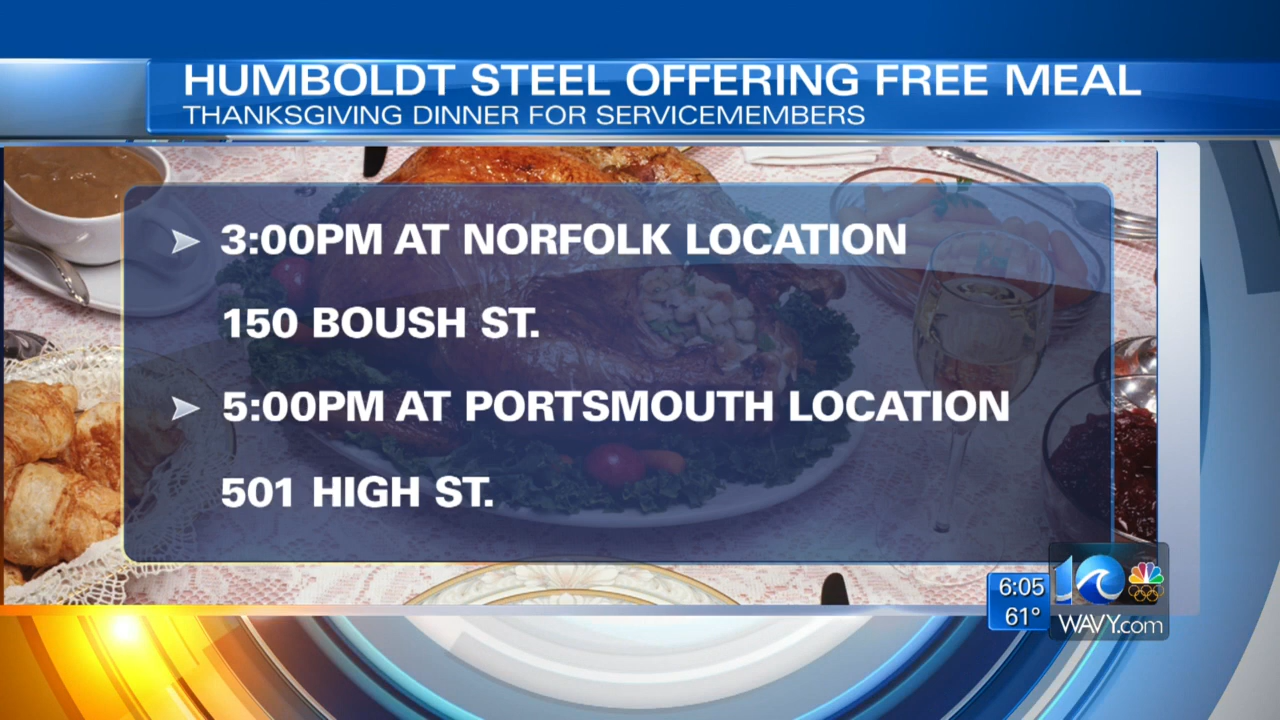 HUMBOLDT STEEL OFFERING FREE MEAL
THANKSGIVING DINNER FOR SERVICEMEMBERS
3:00PM AT NORFOLK LOCATION
150 BOUSH ST.
5:00PM AT PORTSMOUTH LOCATION
501 HIGH ST.
6:05
61°
10
WAVY.com